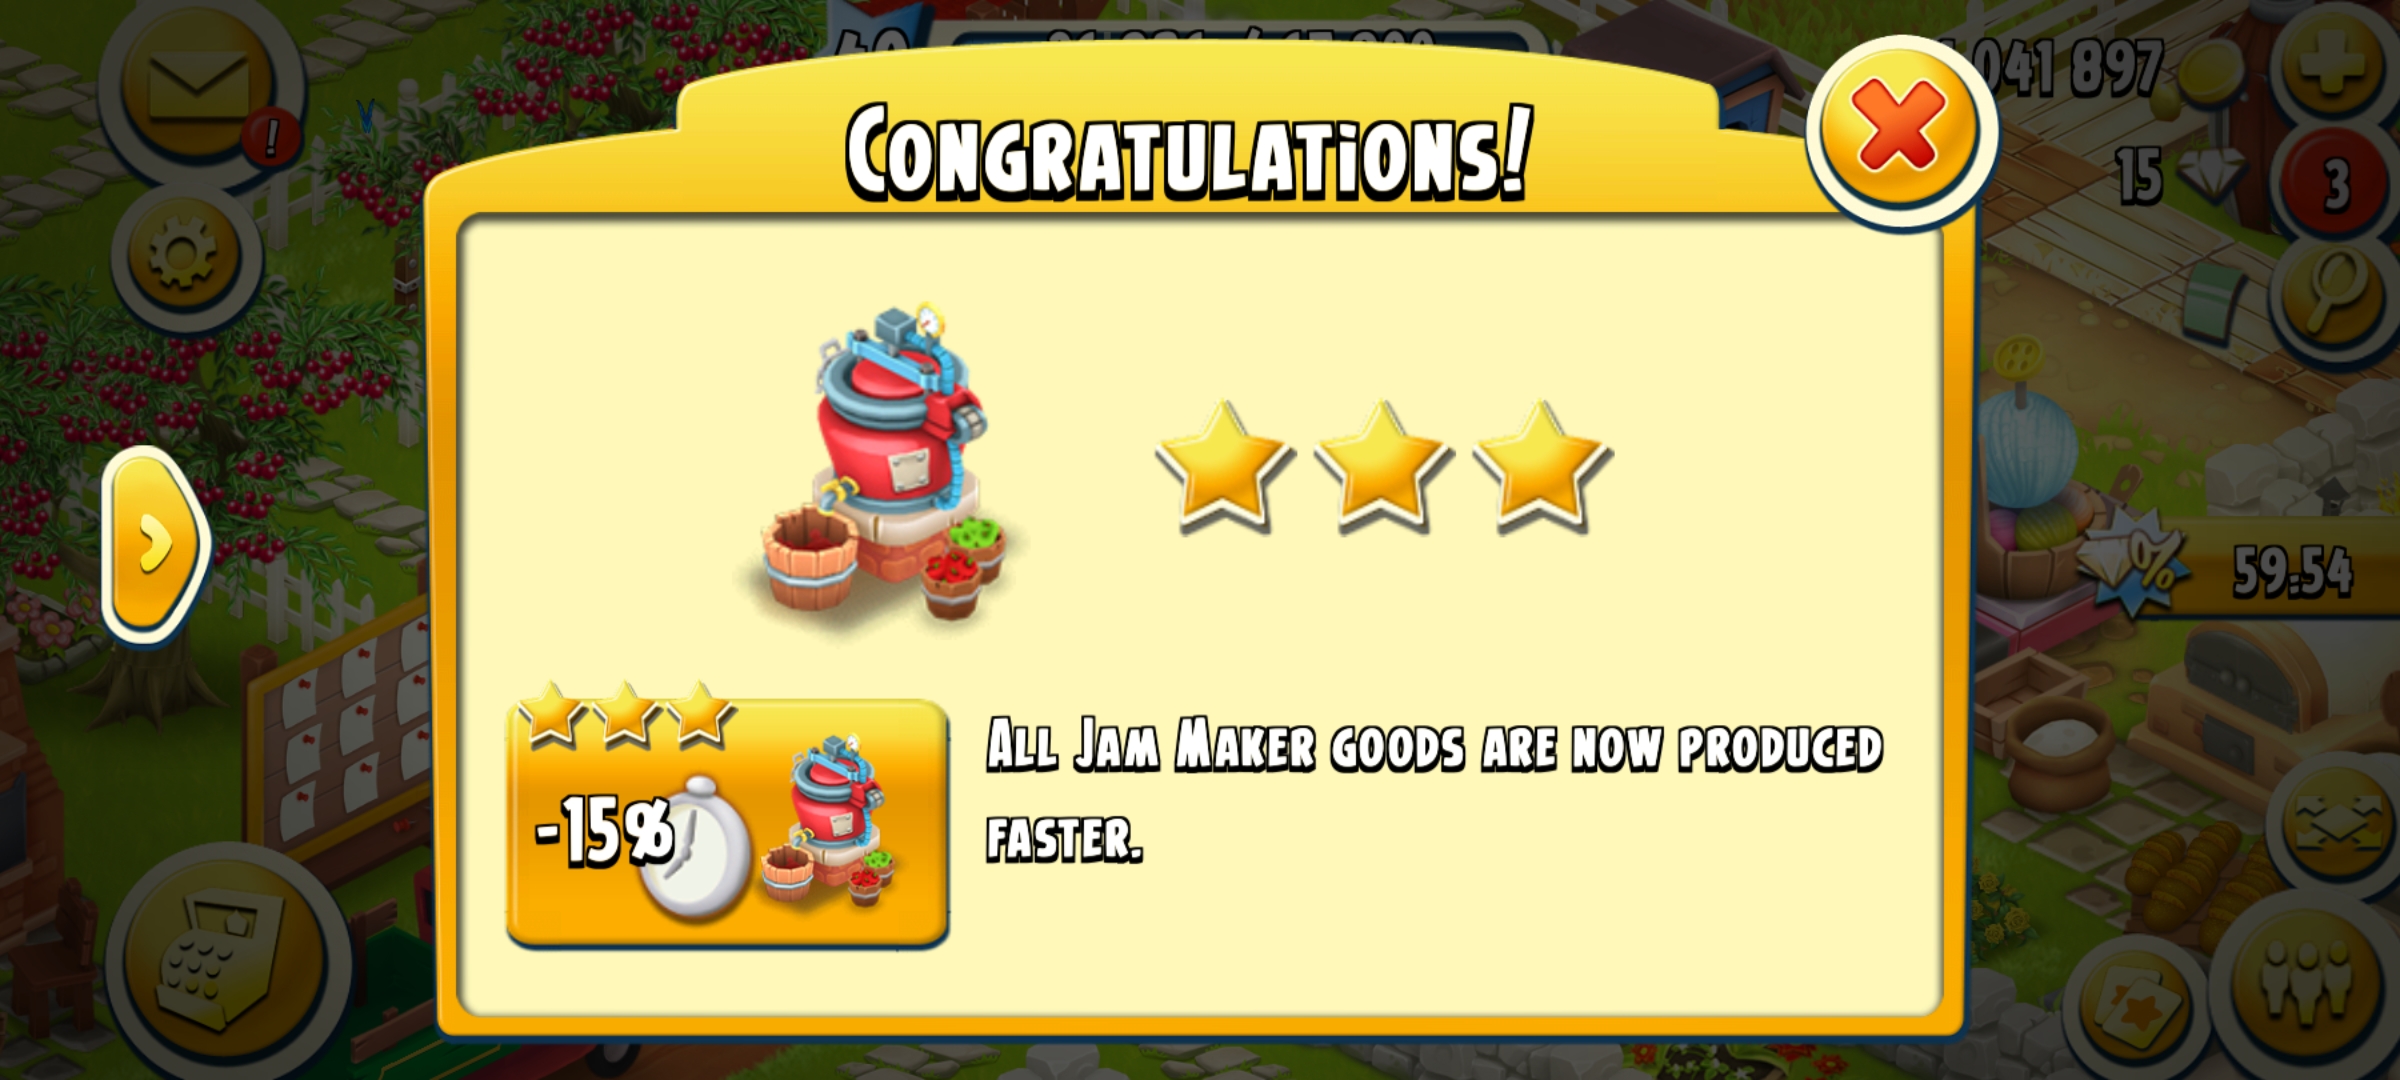 CONGRATULATIONS!
!
041 897
15
3
59:54
%
-15%
ALL JAM MAKER GOODS ARE NOW PRODUCED
FASTER.